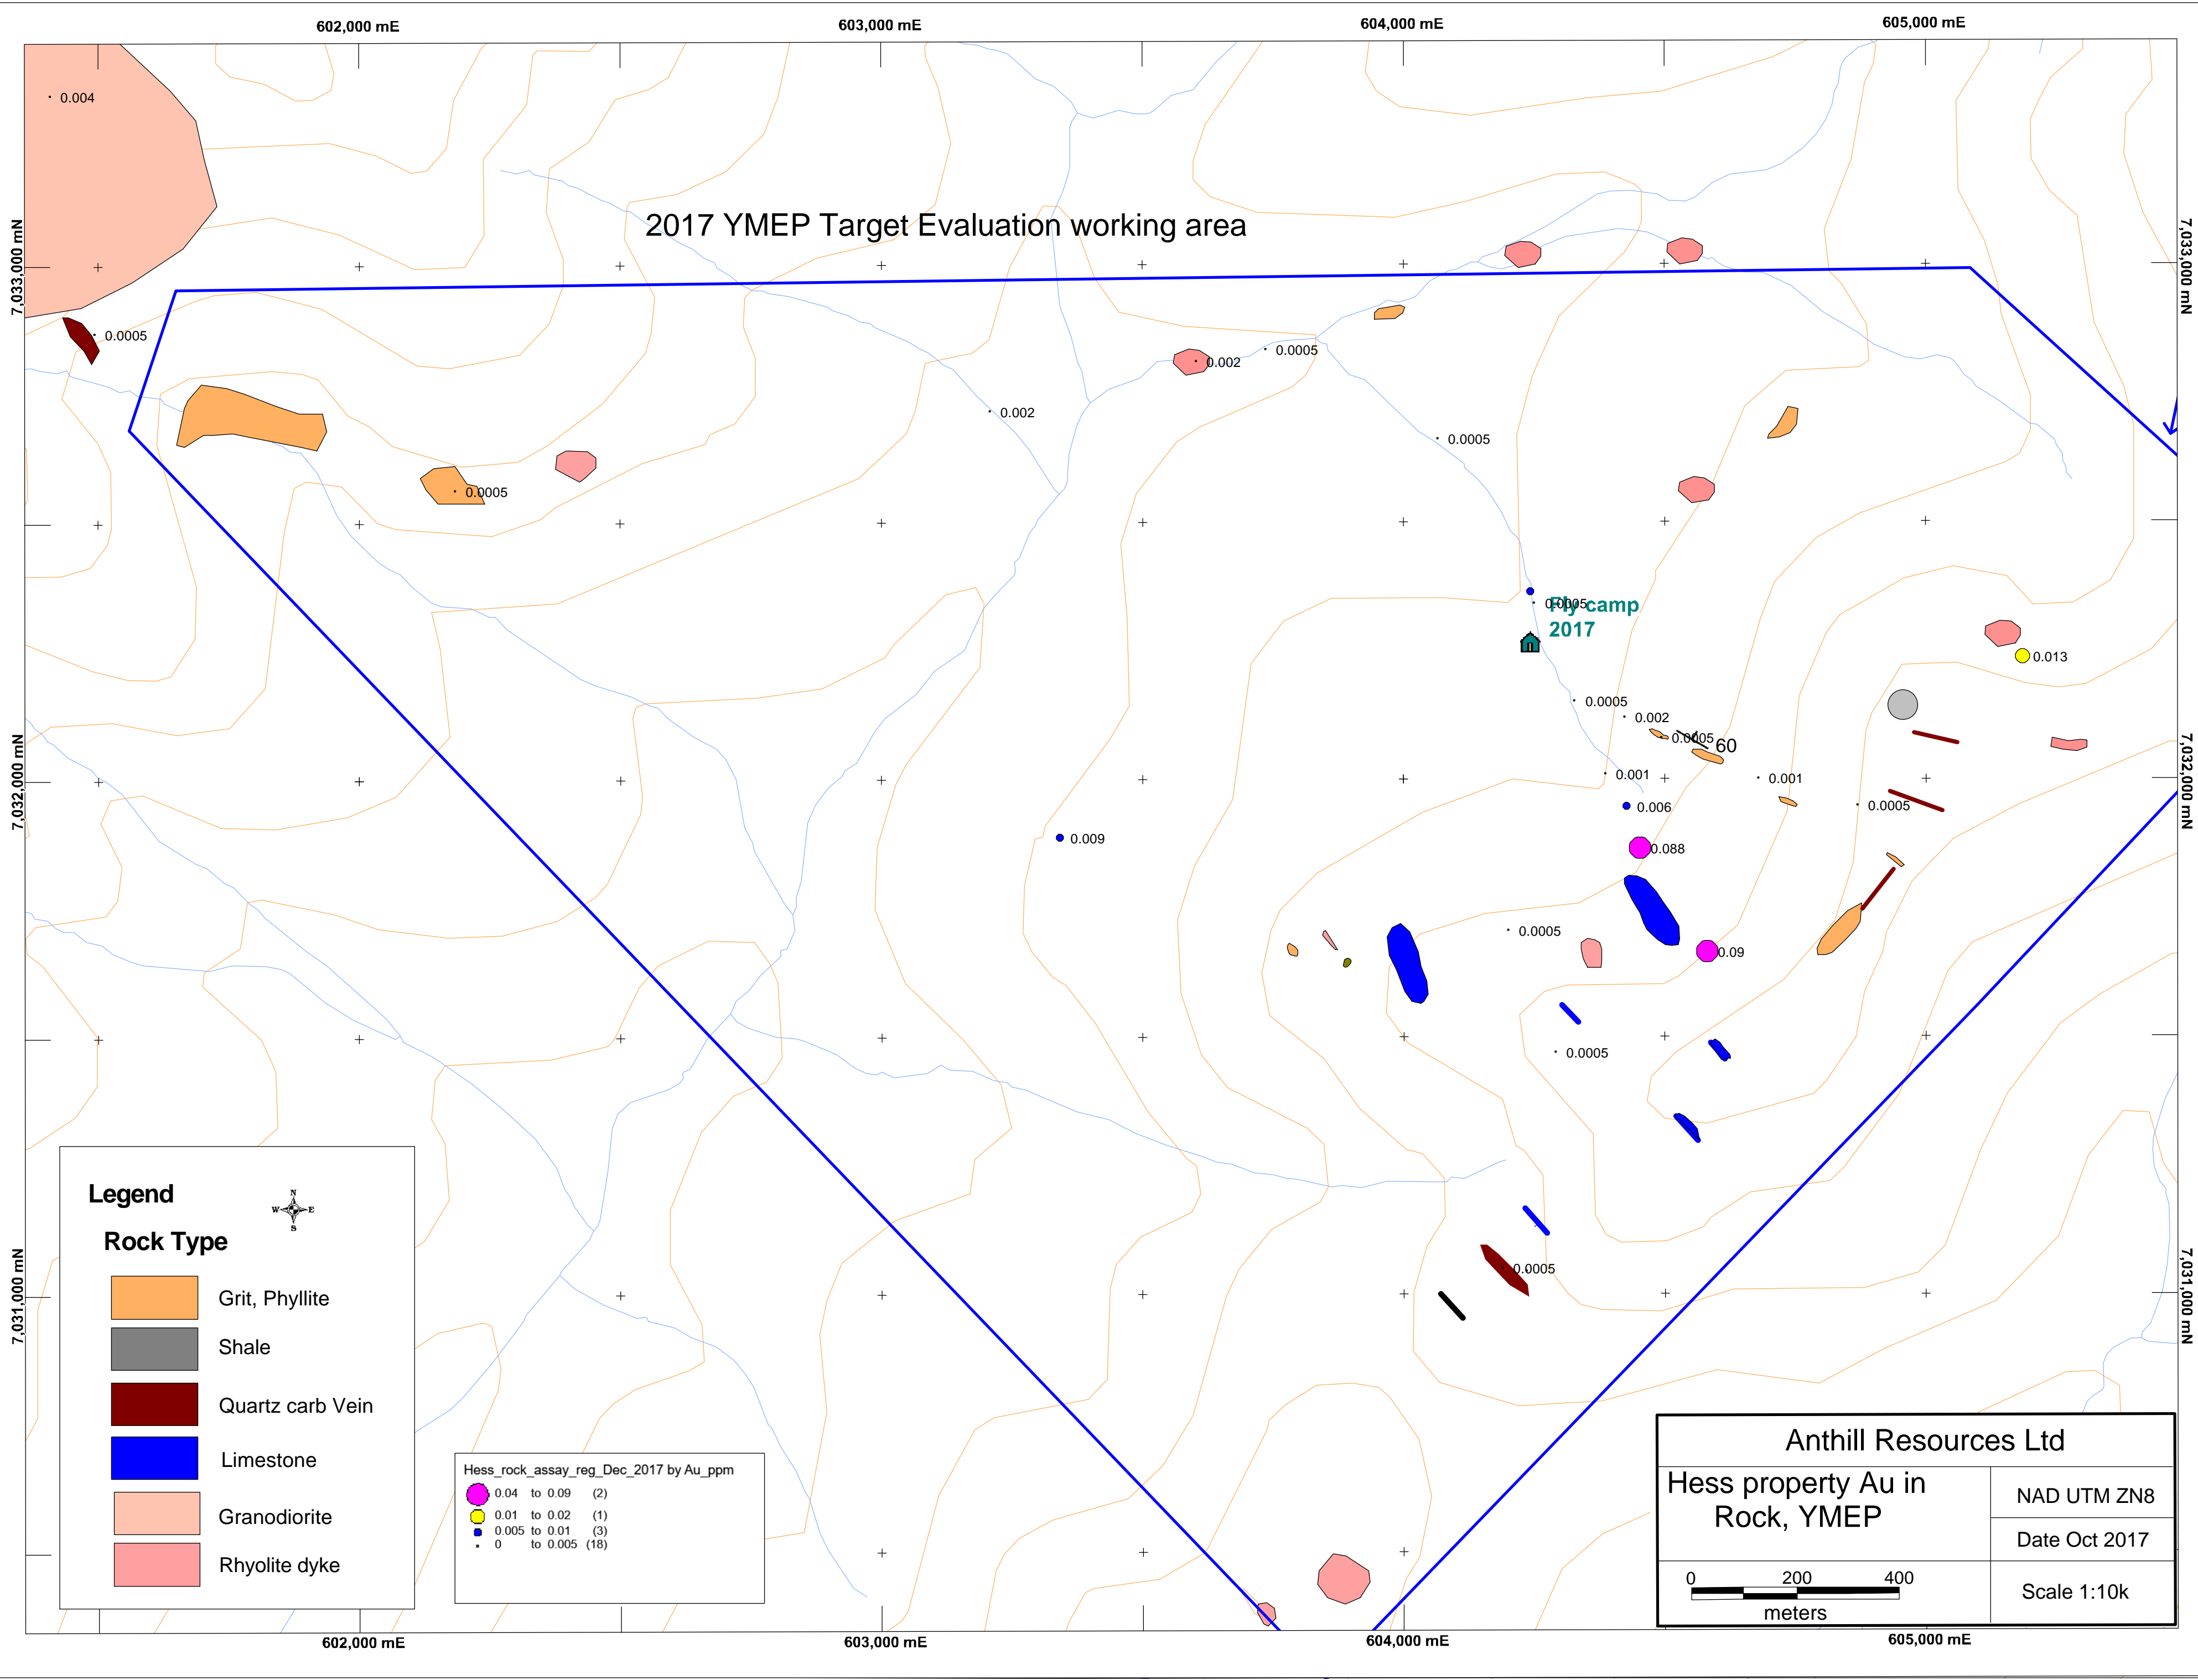 602,000 mE
603,000 mE
604,000 mE
605,000 mE
0.004
2017 YMEP Target Evaluation working area
7,033,000 mN
7,033,000 mN
0.0005
0.0005
0.002
0.002
0.0005
0.0005
0.0005
Fly camp
2017
0.013
0.0005
0.002
0.0005
60
7,032,000 mN
7,032,000 mN
0.001
0.001
0.0005
0.006
0.009
0.088
0.0005
0.09
0.0005
0.0005
7,031,000 mN
7,031,000 mN
Legend
N
W E
S
Rock Type
Grit, Phyllite
Shale
Quartz carb Vein
Limestone
Granodiorite
Rhyolite dyke
Hess_rock_assay_reg_Dec_2017 by Au_ppm
0.04 to 0.09 (2)
0.01 to 0.02 (1)
0.005 to 0.01 (3)
0 to 0.005 (18)
Anthill Resources Ltd
Hess property Au in
Rock, YMEP
NAD UTM ZN8
Date Oct 2017
Scale 1:10k
0 200 400
meters
602,000 mE
603,000 mE
604,000 mE
605,000 mE